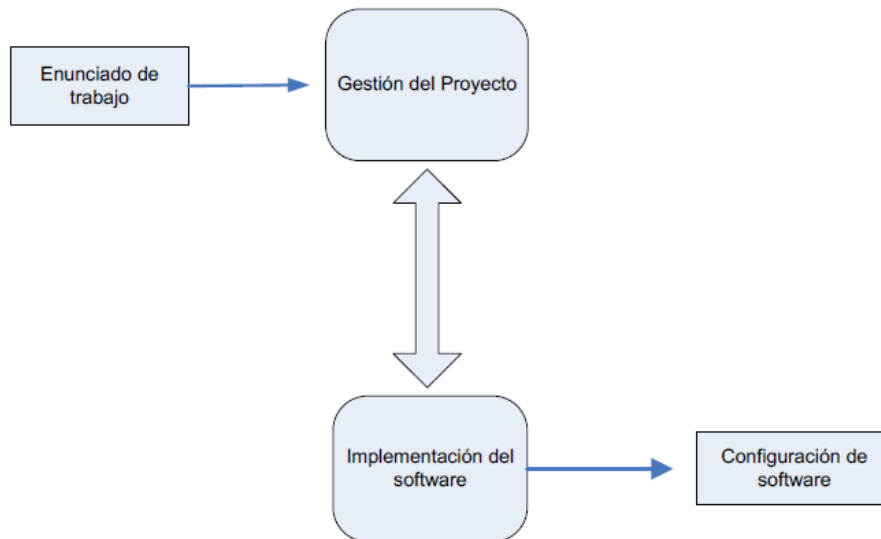 Enunciado de
trabajo
Gestión del Proyecto
Implementación del
software
Configuración de
software